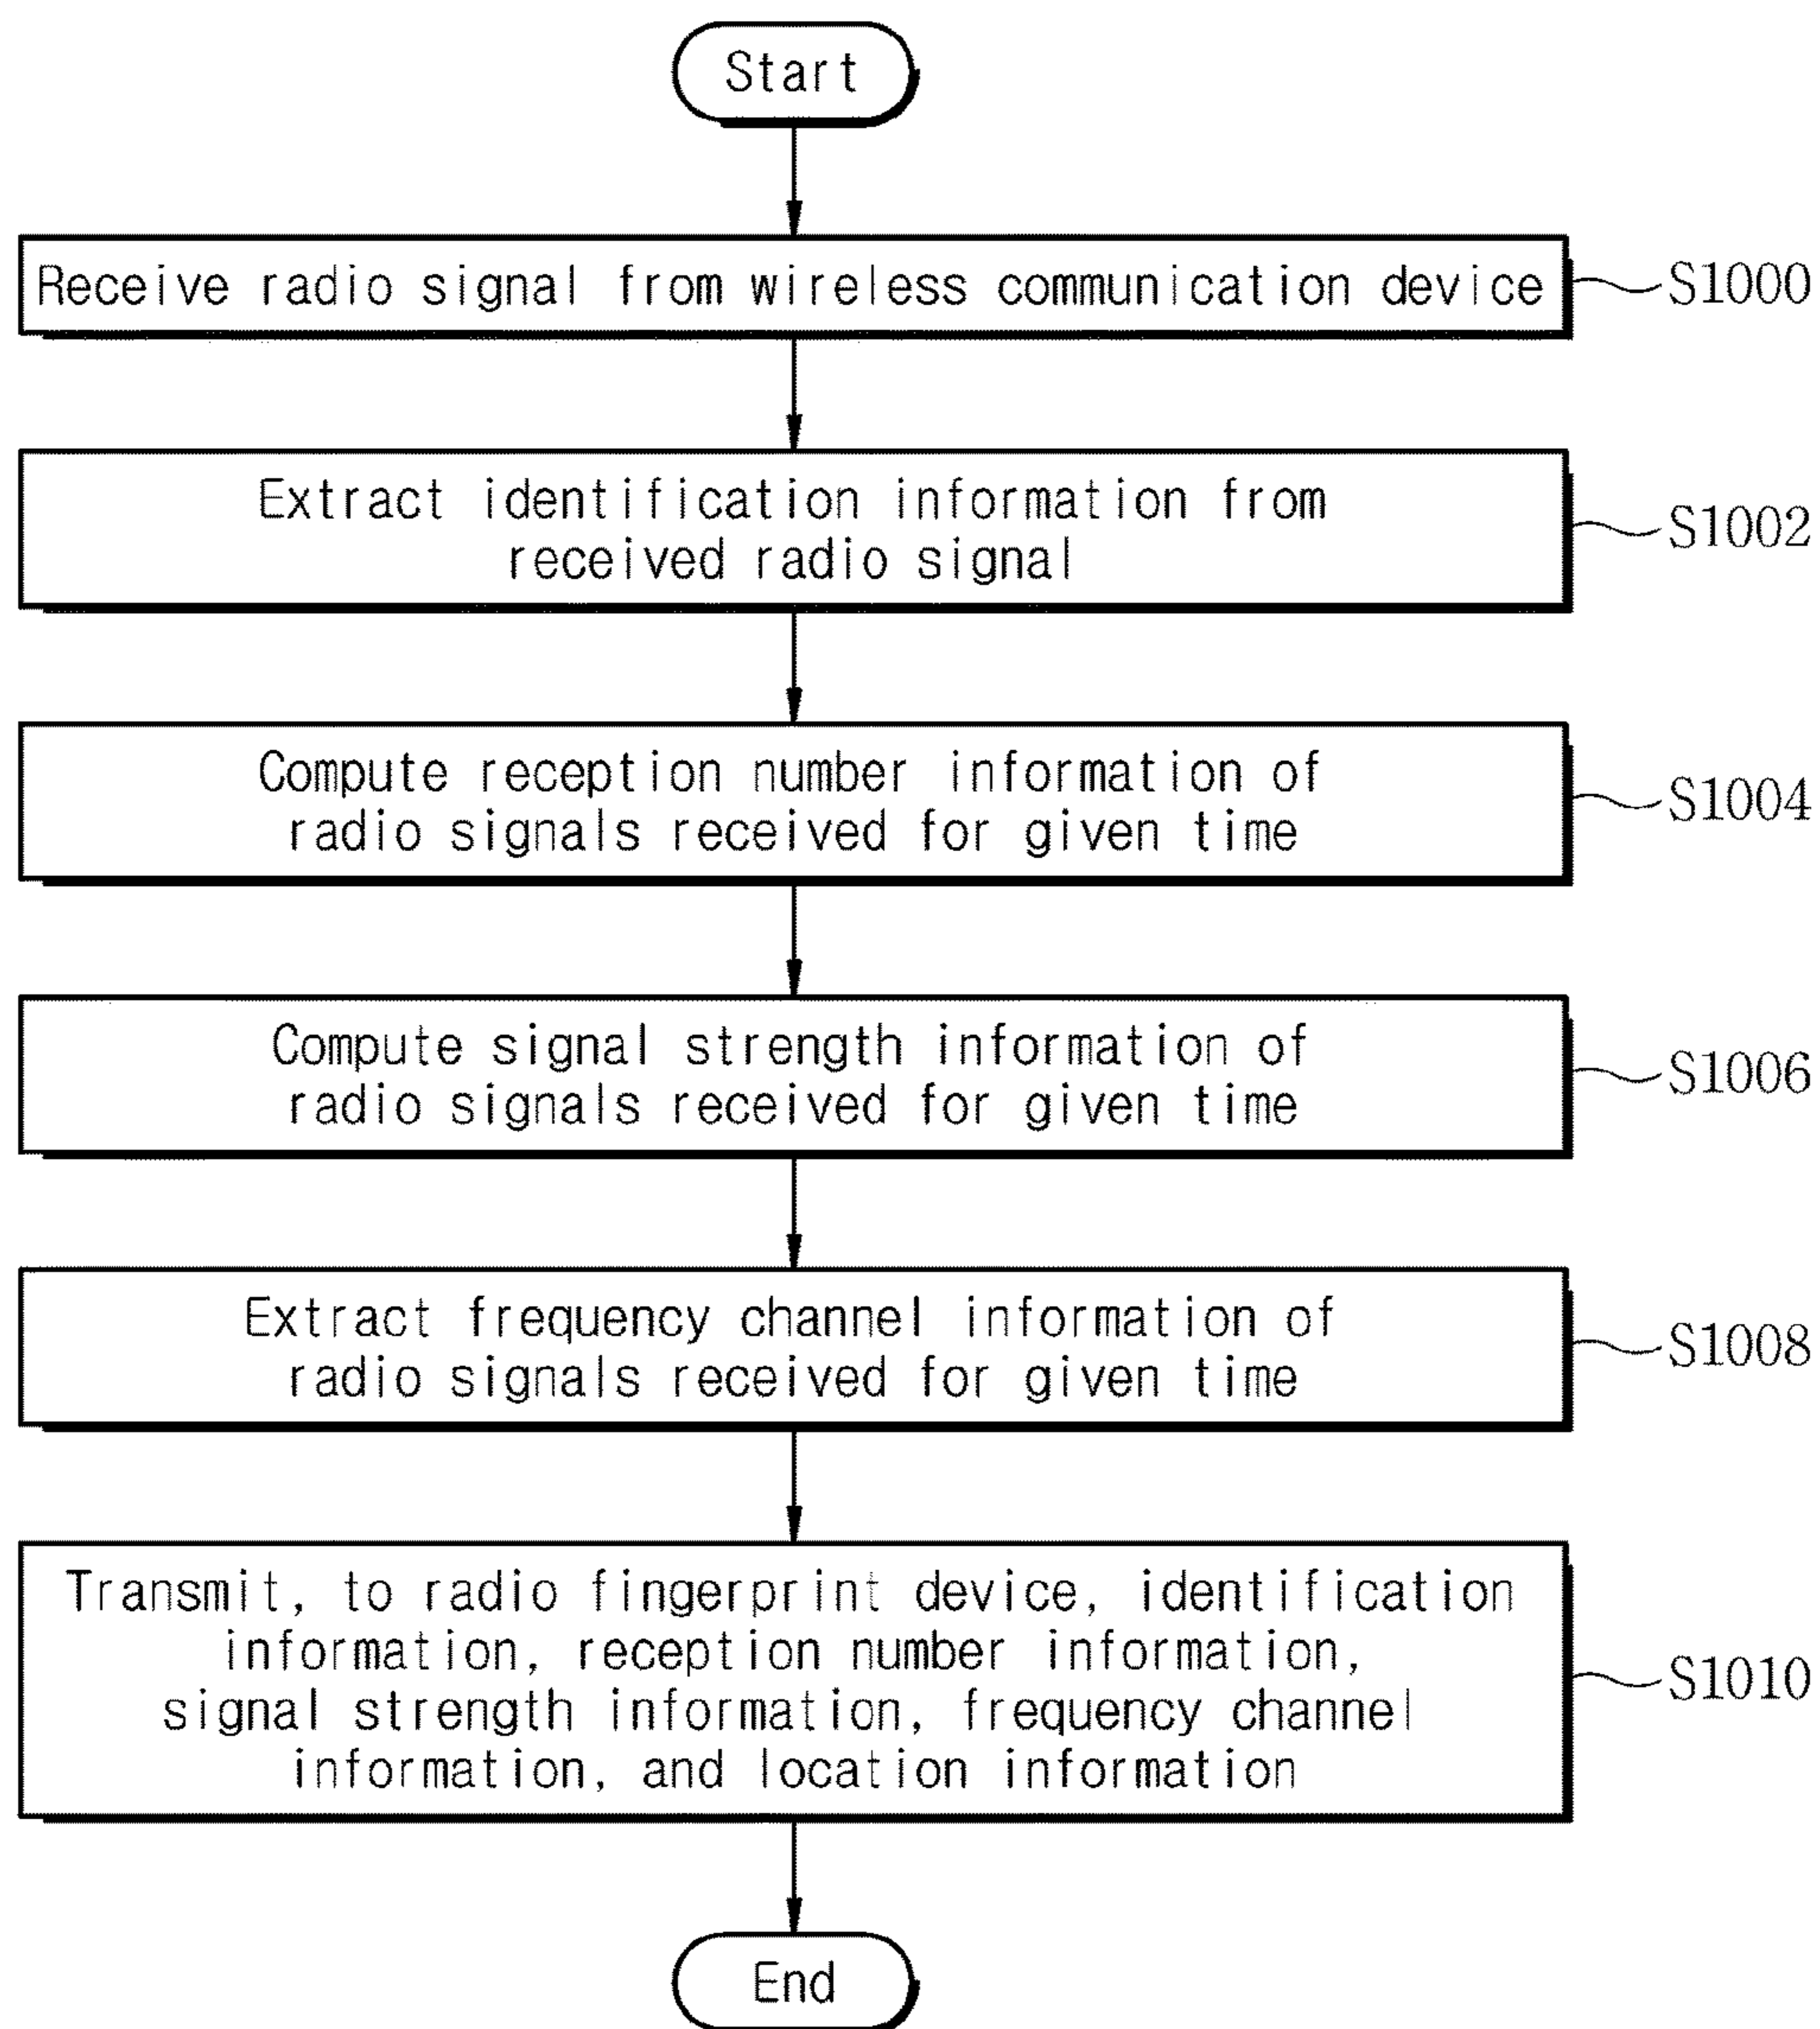 Start
Receive radio signal from wireless communication device
S1000
Extract identification information from
received radio signal
S1002
Compute reception number information of
radio signals received for given time
S1004
Compute signal strength information of
radio signals received for given time
S1006
Extract frequency channel information of
radio signals received for given time
S1008
Transmit, to radio fingerprint device, identification
information, reception number information,
signal strength information, frequency channel
information, and location information
S1010
End